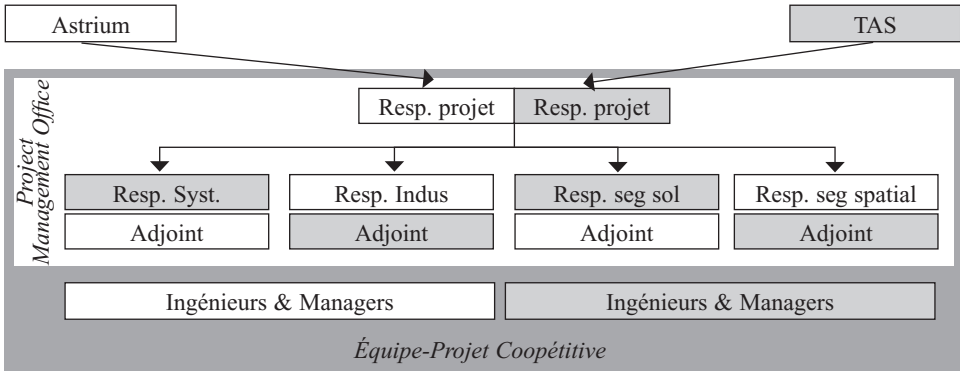 Astrium
TAS
Project
Management Office
Resp. projet
Resp. projet
Resp. Syst.
Resp. Indus
Resp. seg sol
Resp. seg spatial
Adjoint
Adjoint
Adjoint
Adjoint
Ingénieurs & Managers
Ingénieurs & Managers
Équipe-Projet Coopétitive